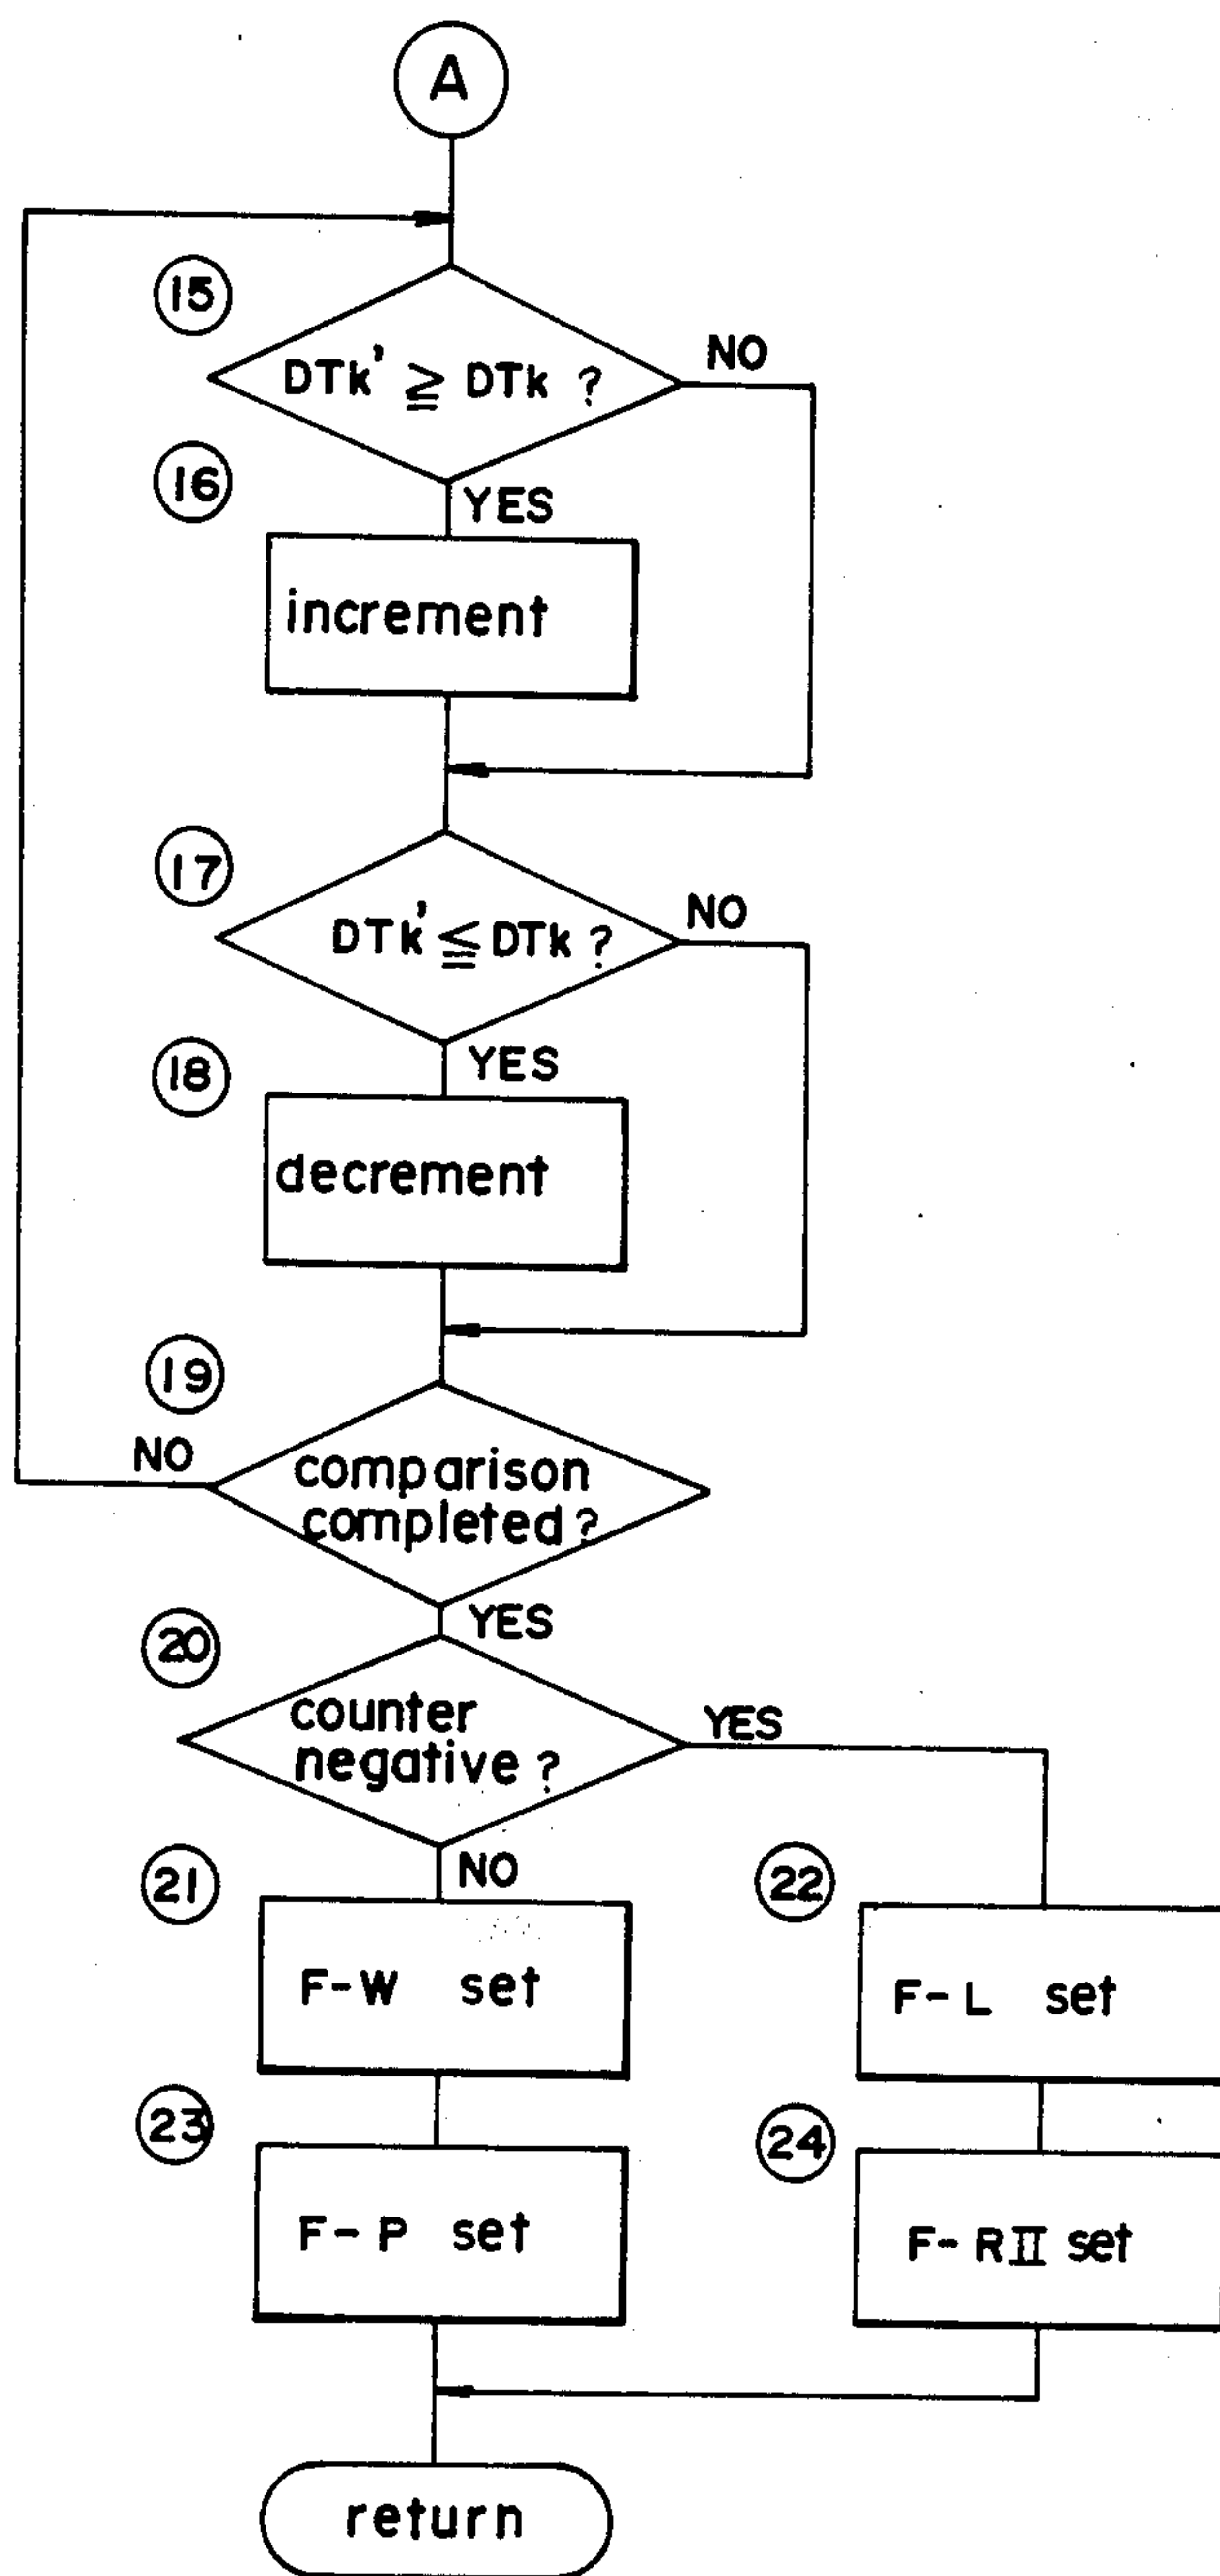 A
15
DTk' ≧ DTk ?
NO
16
YES
increment
17
DTk' ≦ DTk ?
NO
18
YES
decrement
19
NO
comparison
completed ?
YES
20
counter
negative ?
YES
21
NO
22
F-W set
F-L set
23
24
F-P set
F-RII set
return